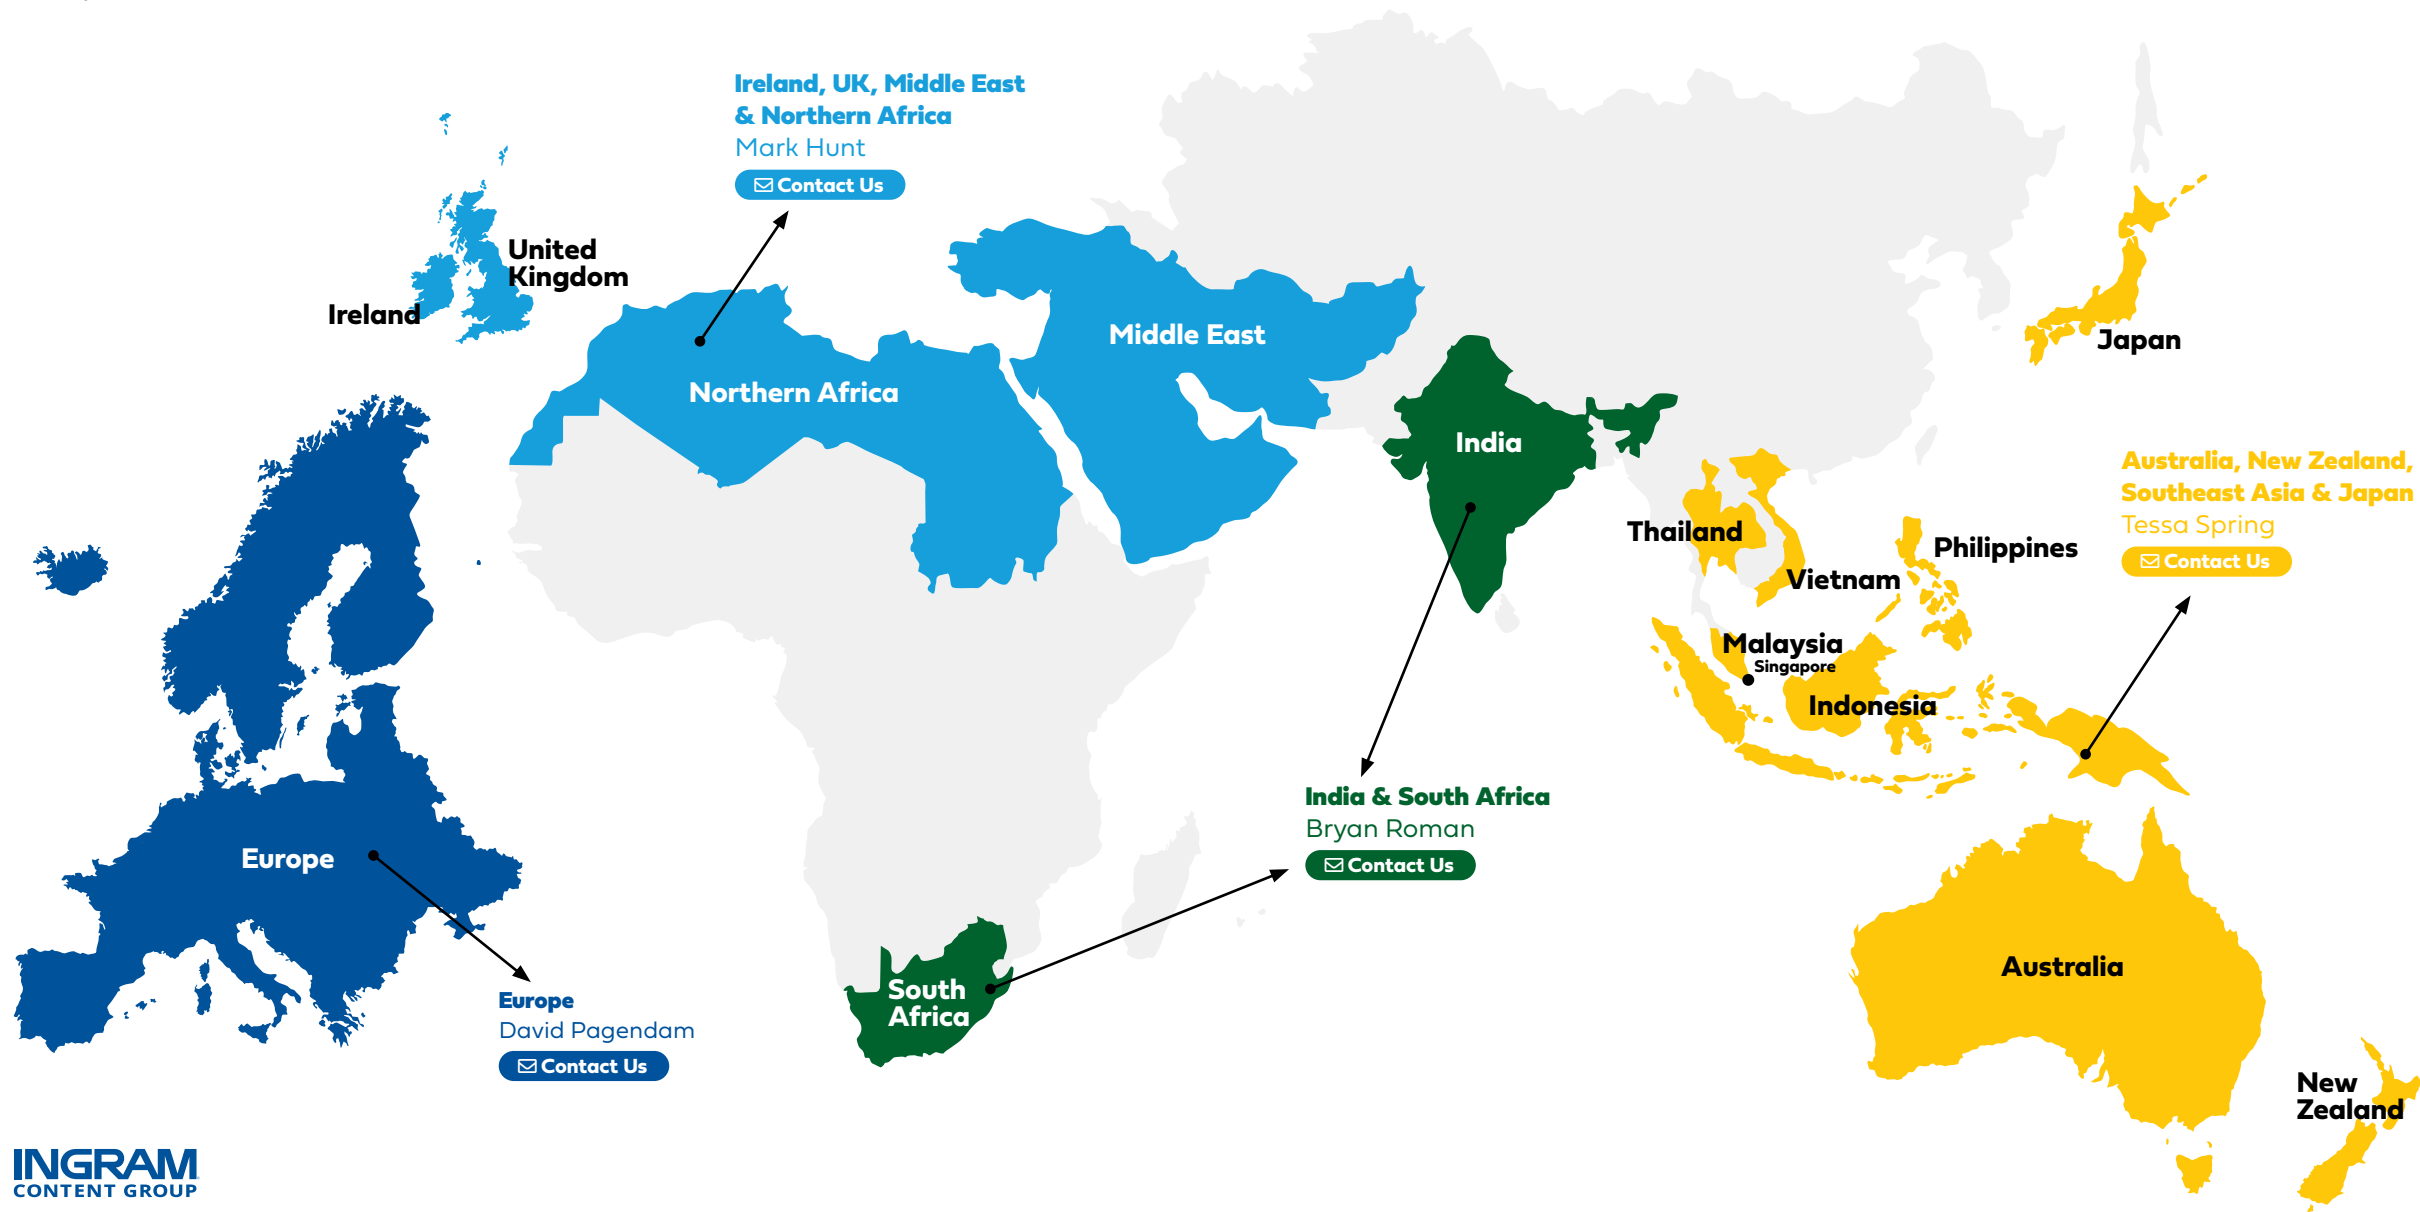 Ireland, UK, Middle East
& Northern Africa
Mark Hunt
Contact Us
United
Kingdom
Ireland
Middle East
Northern Africa
Japan
India
Australia, New Zealand,
Southeast Asia & Japan
Tessa Spring
Contact Us
Thailand
Philippines
Vietnam
Malaysia
Singapore
Indonesia
India & South Africa
Bryan Roman
Contact Us
Europe
Australia
South
Africa
Europe
David Pagendam
Contact Us
New
Zealand
INGRAM
CONTENT GROUP